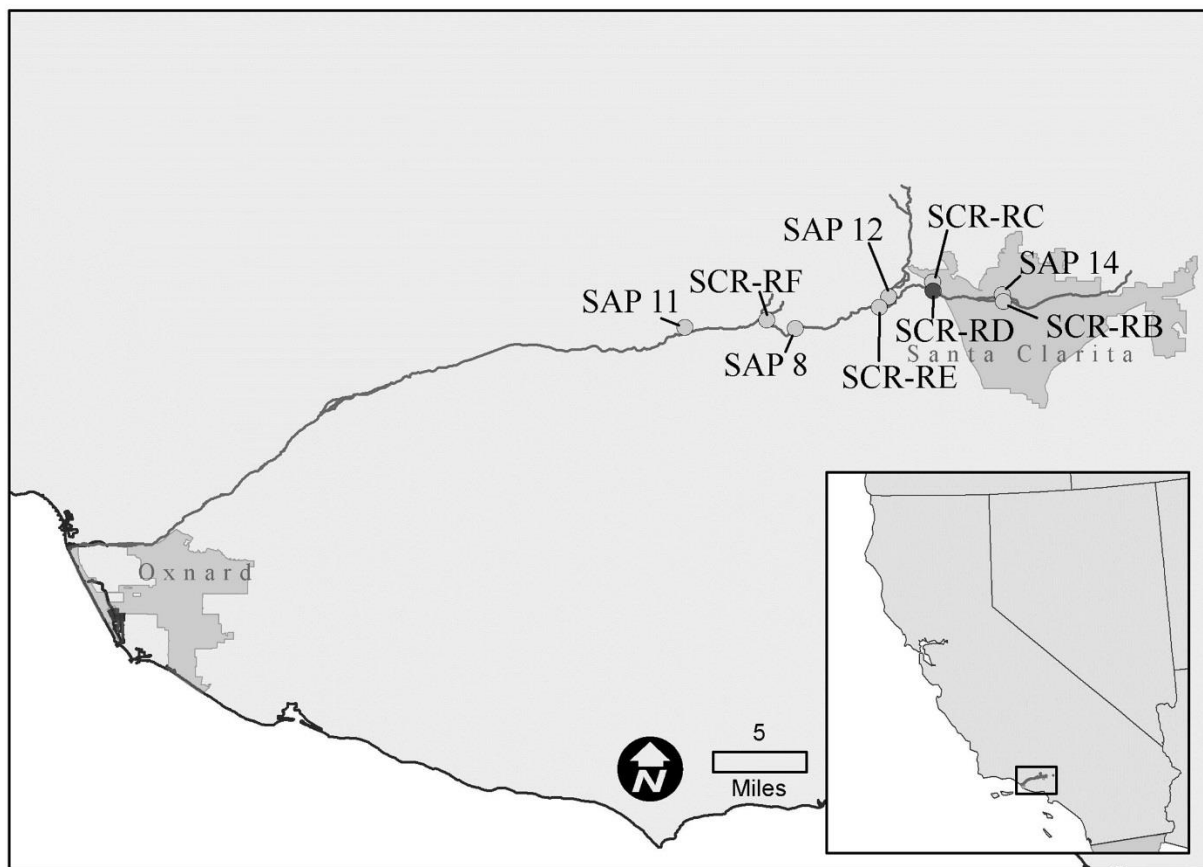 SCR-RC
SAP 12
SAP 14
SCR-RF
SAP 11
SCR-RD
SCR-RB
SAP 8
Santa Clarita
SCR-RE
Oxnard
5
N
Miles